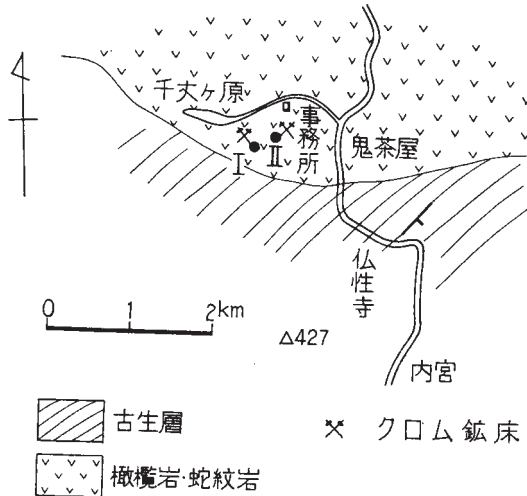 千丈ヶ原
事務所
鬼茶屋
I
II
仏性寺
0 1 2km
△427
内宮
古生層
クロム鉱床
橄欖岩・蛇紋岩